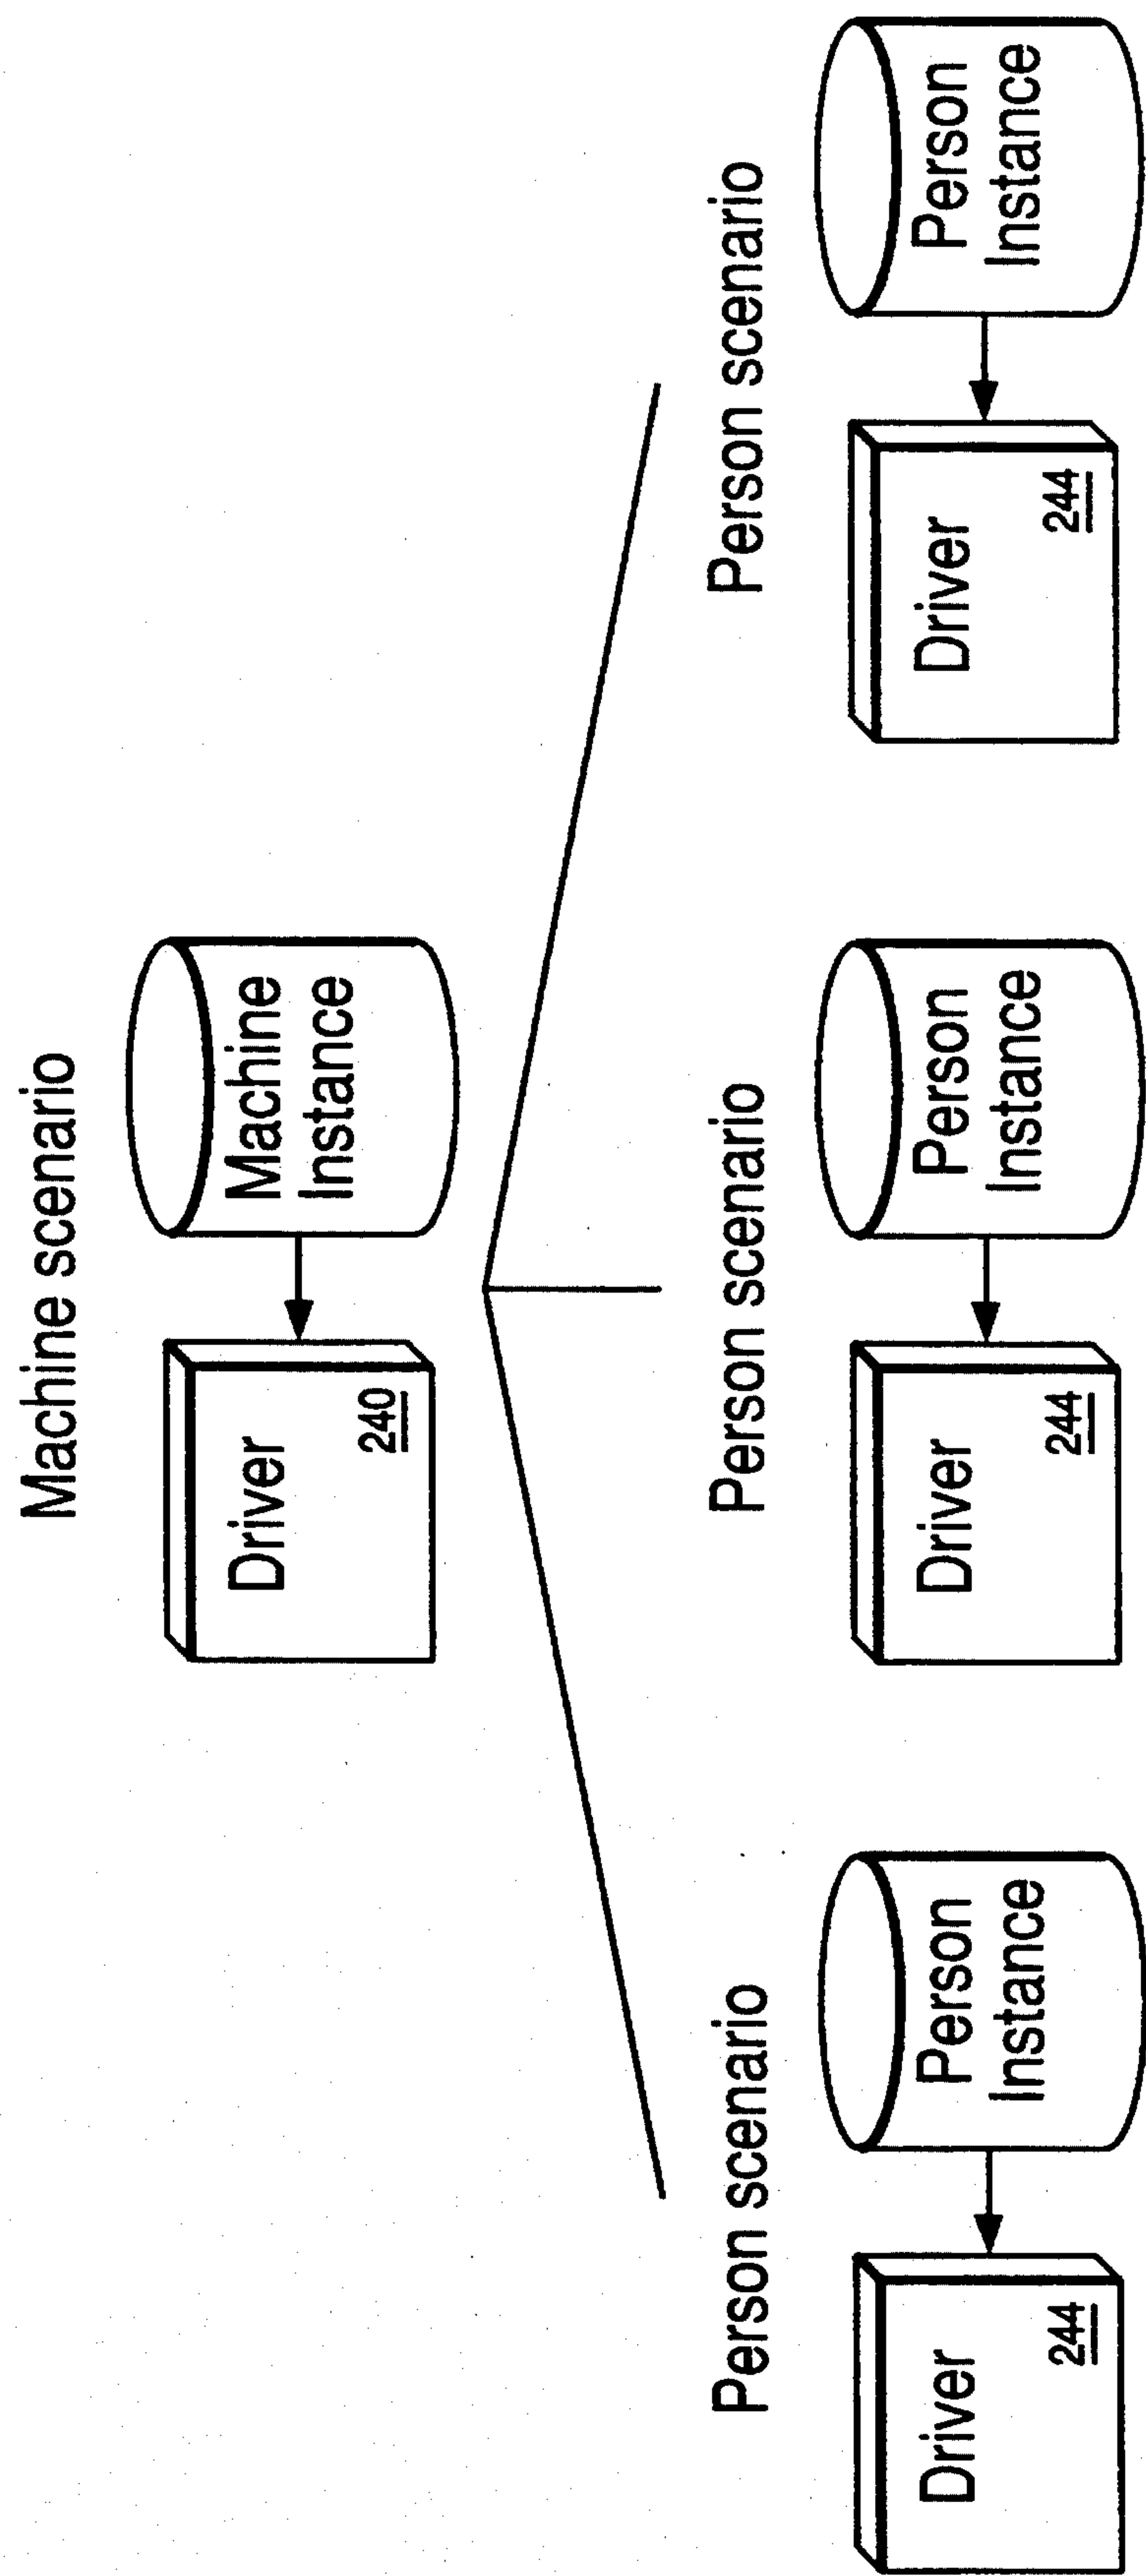 Machine scenario
Driver
240
Machine
Instance
Person scenario
Driver
244
Person
Instance
Person scenario
Driver
244
Person
Instance
Person scenario
Driver
244
Person
Instance